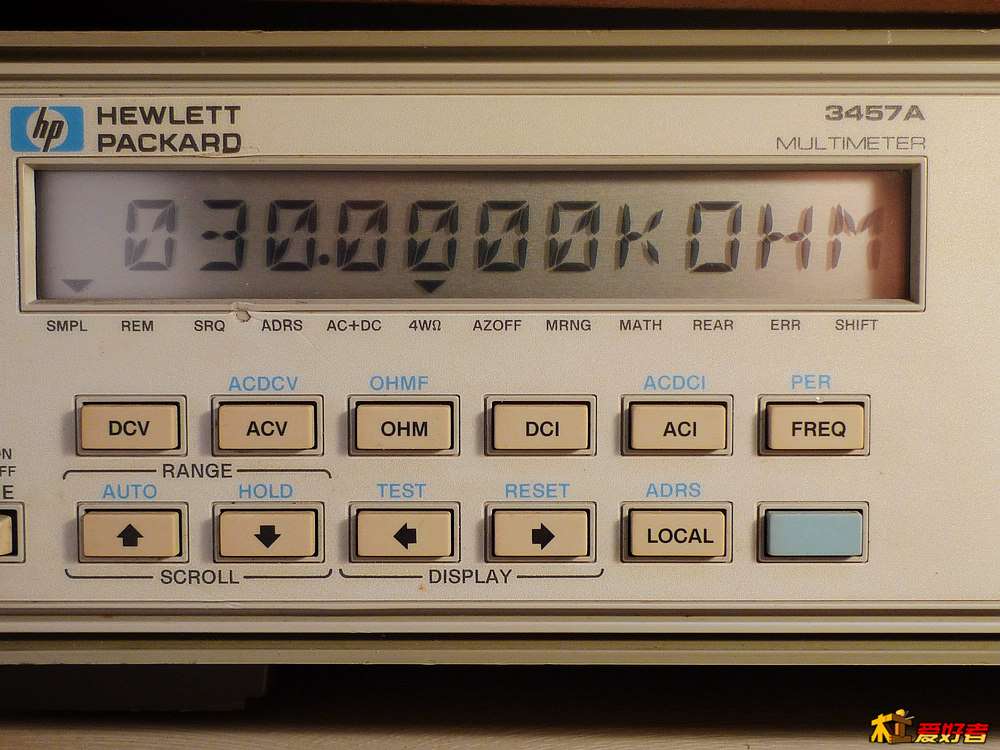 hp HEWLETT PACKARD
3457A
MULTIMETER
030.0000KOHM
SMPL REM SRQ ADRS AC+DC 4WΩ AZOFF MRNG MATH REAR ERR SHIFT
ACDCV OHMF ACDCI PER
DCV ACV OHM DCI ACI FREQ
RANGE
AUTO HOLD TEST RESET ADRS
LOCAL
SCROLL DISPLAY
爱好者